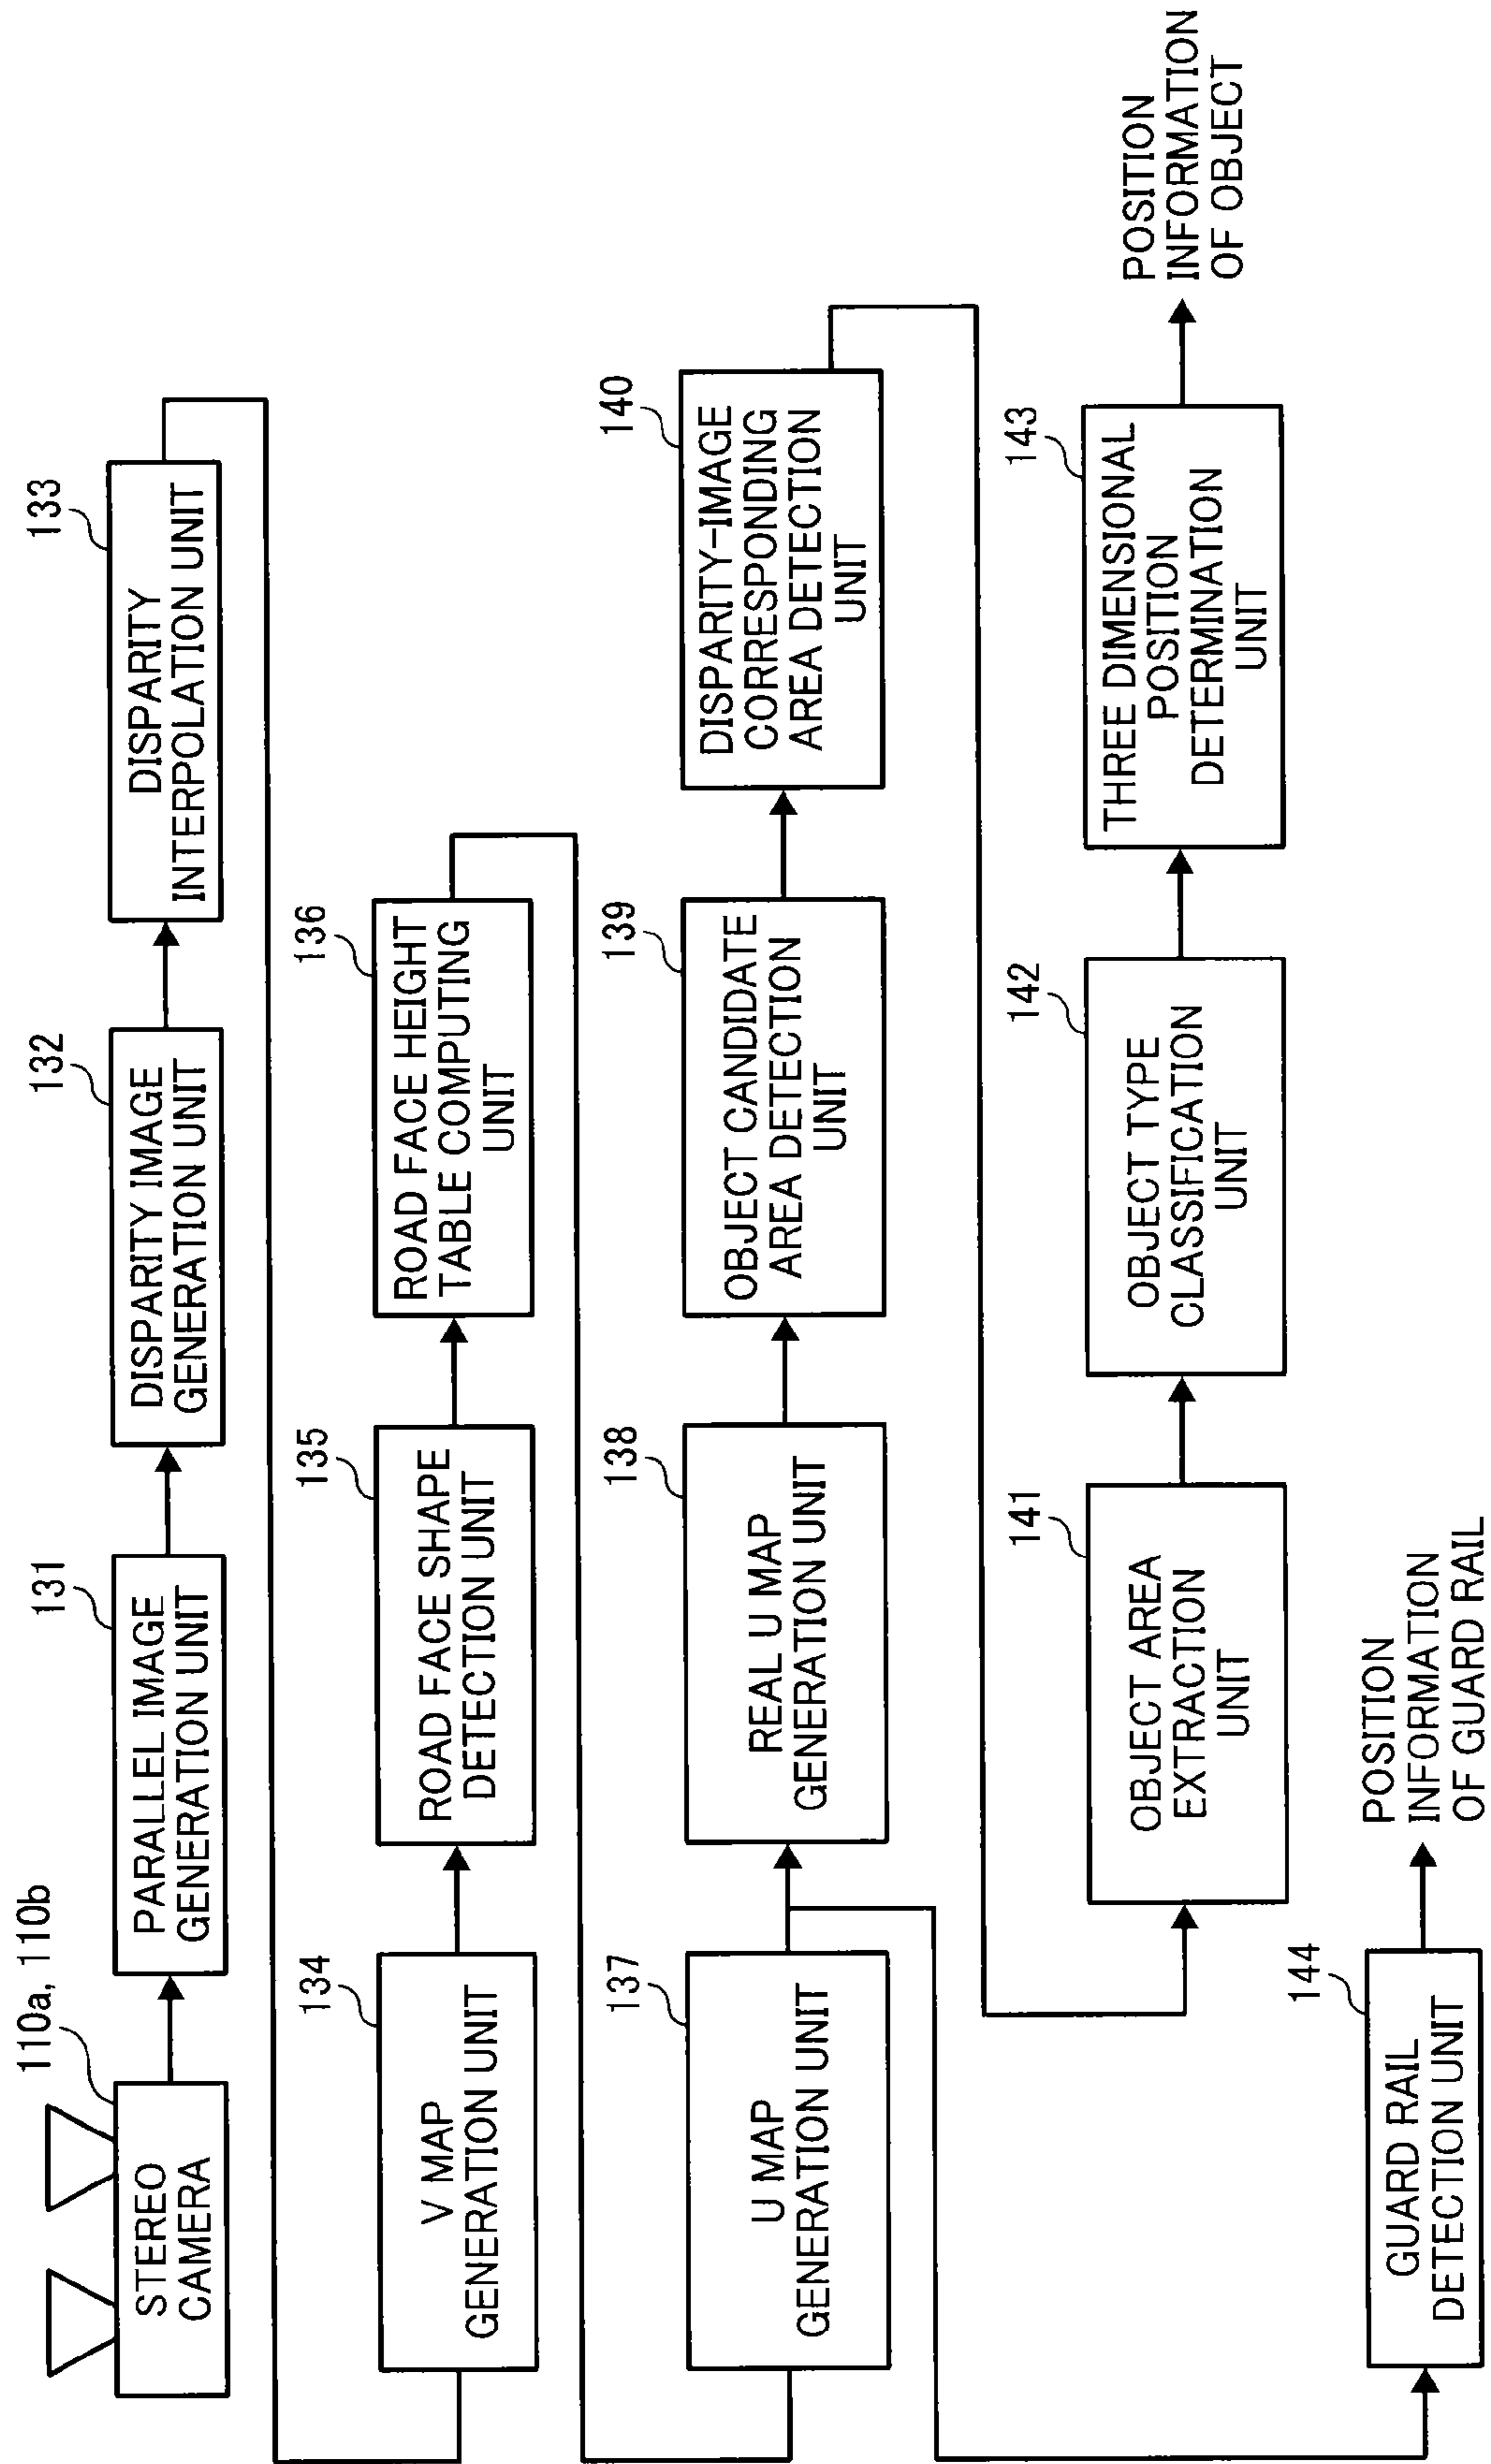 110a, 110b
STEREO
CAMERA
131
PARALLEL IMAGE
GENERATION UNIT
132
DISPARITY IMAGE
GENERATION UNIT
133
DISPARITY
INTERPOLATION UNIT
134
V MAP
GENERATION UNIT
135
ROAD FACE SHAPE
DETECTION UNIT
136
ROAD FACE HEIGHT
TABLE COMPUTING
UNIT
137
U MAP
GENERATION UNIT
138
REAL U MAP
GENERATION UNIT
139
OBJECT CANDIDATE
AREA DETECTION
UNIT
140
DISPARITY-IMAGE
CORRESPONDING
AREA DETECTION
UNIT
141
OBJECT AREA
EXTRACTION
UNIT
142
OBJECT TYPE
CLASSIFICATION
UNIT
143
THREE DIMENSIONAL
POSITION
DETERMINATION
UNIT
POSITION
INFORMATION
OF OBJECT
144
GUARD RAIL
DETECTION UNIT
POSITION
INFORMATION
OF GUARD RAIL